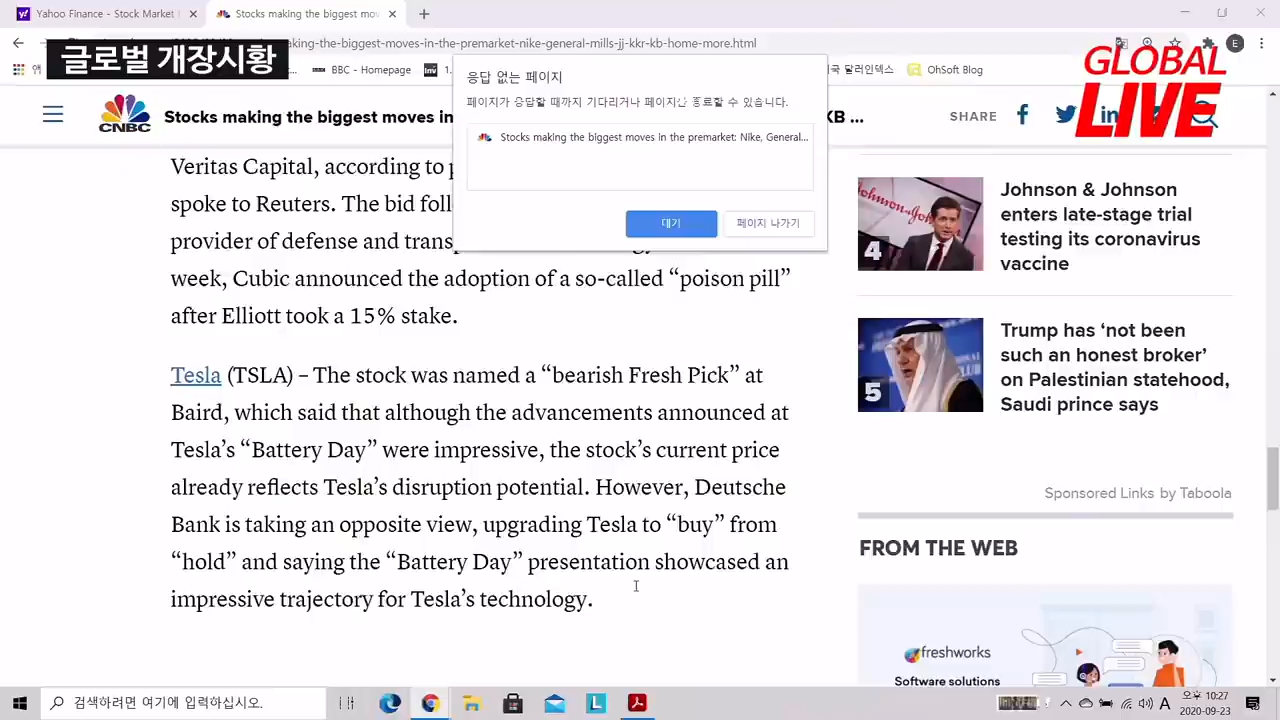 Yahoo Finance - Stock Market
Stocks making the biggest mov
글로벌 개장시황
-making-the-biggest-moves-in-the-premarket-nike-general-mills-jj-kkr-kb-home-more.html
E
BBC - Homepage
OhSoft Blog
GLOBAL
LIVE
응답 없는 페이지
페이지가 응답할 때까지 기다리거나 페이지를 종료할 수 있습니다.
Stocks making the biggest moves in the premarket: Nike, General...
대기
페이지 나가기
CNBC
Stocks making the biggest moves in
KB ...
SHARE
Veritas Capital, according to
spoke to Reuters. The bid
provider of defense and
week, Cubic announced the adoption of a so-called “poison pill”
after Elliott took a 15% stake.
Tesla (TSLA) – The stock was named a “bearish Fresh Pick” at
Baird, which said that although the advancements announced at
Tesla’s “Battery Day” were impressive, the stock’s current price
already reflects Tesla’s disruption potential. However, Deutsche
Bank is taking an opposite view, upgrading Tesla to “buy” from
“hold” and saying the “Battery Day” presentation showcased an
impressive trajectory for Tesla’s technology.
4
Johnson & Johnson
enters late-stage trial
testing its coronavirus
vaccine
5
Trump has ‘not been
such an honest broker’
on Palestinian statehood,
Saudi prince says
Sponsored Links by Taboola
FROM THE WEB
freshworks
Software solutions
검색하려면 여기에 입력하십시오.
A
오후 10:27
2020-09-23